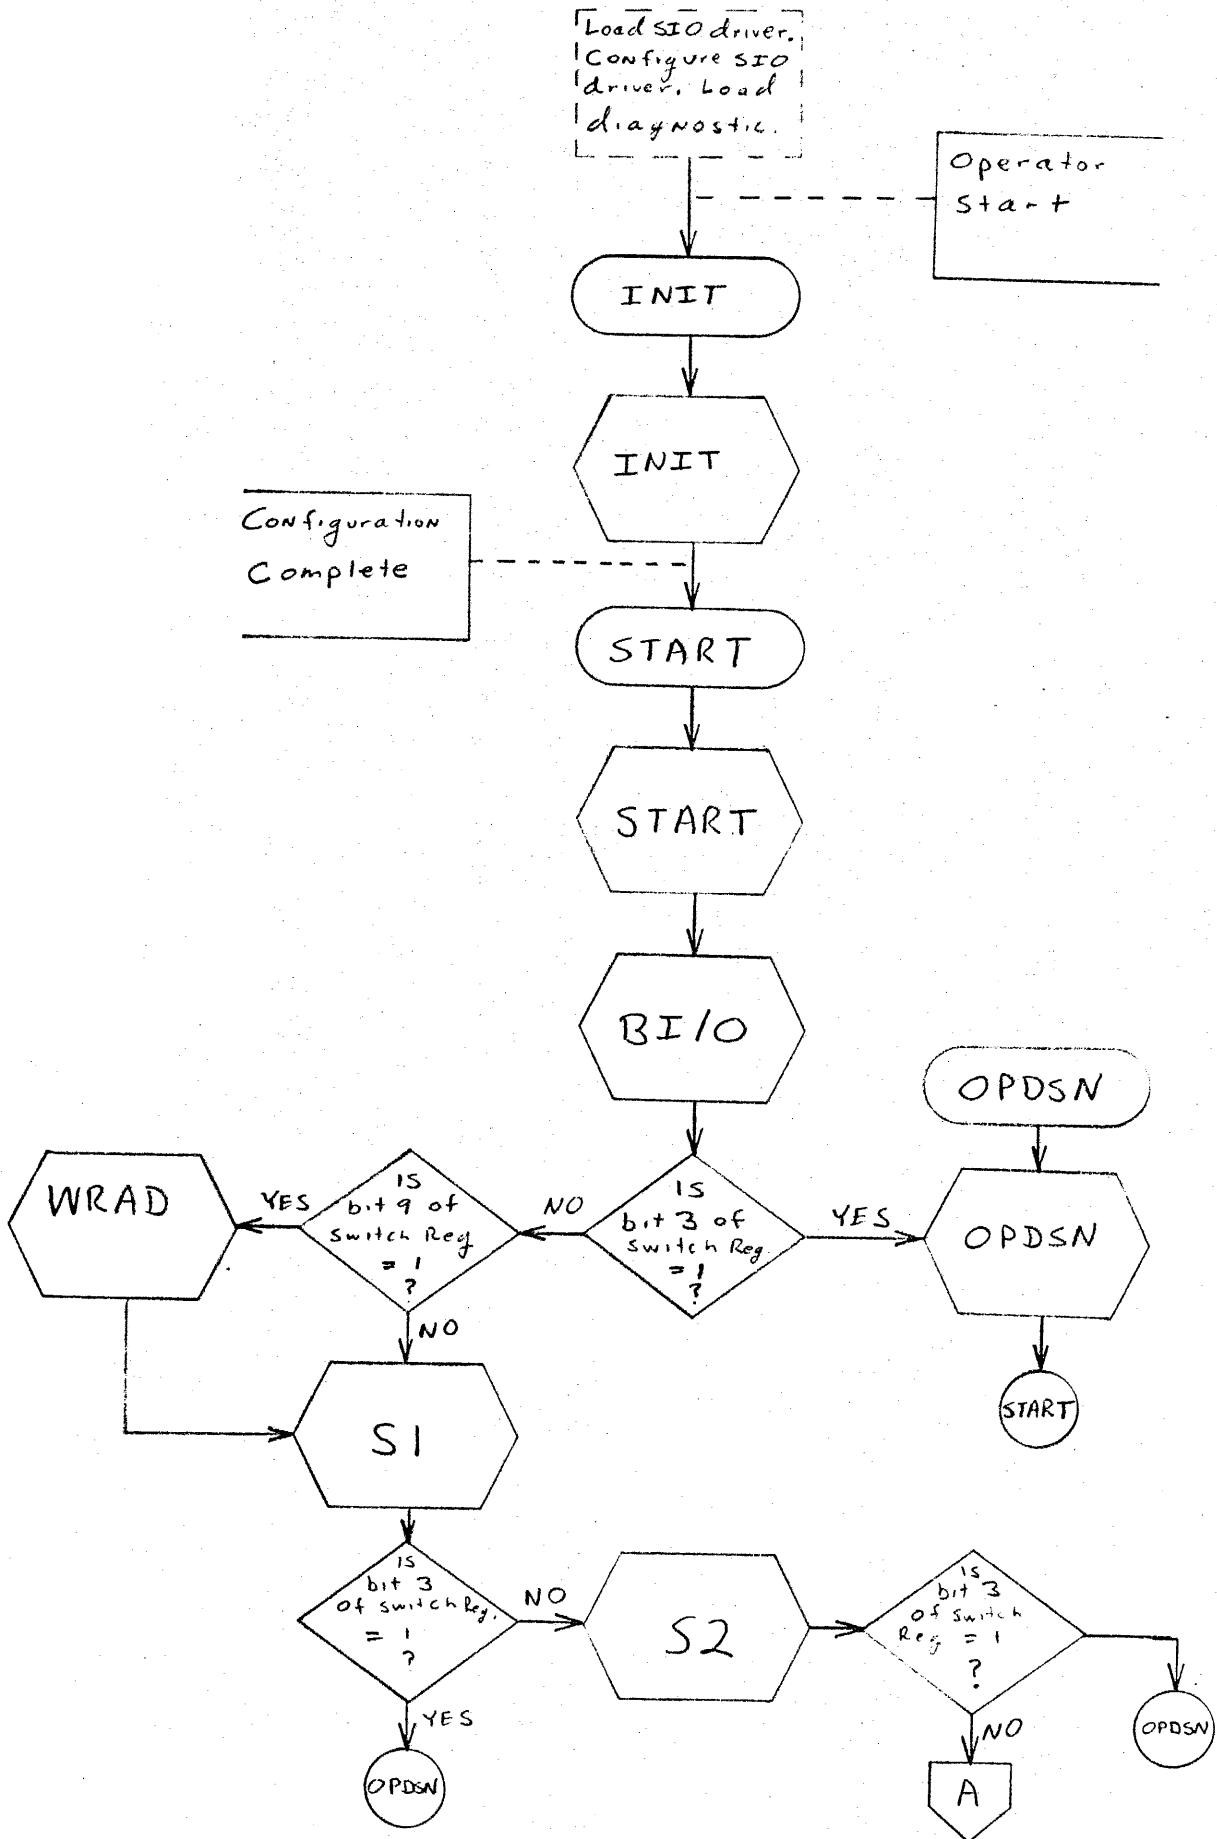 Load SIO driver.
Configure SIO
driver. Load
diagnostic.
Operator
Start
INIT
INIT
Configuration
Complete
START
START
BI/O
OPDSN
WRAD
YES
Is
bit 9 of
Switch Reg
= 1
?
NO
Is
bit 3 of
Switch Reg.
= 1
?
YES
OPDSN
NO
START
S1
Is
bit 3
of Switch Reg.
= 1
?
NO
S2
Is
bit 3
of Switch
Reg = 1
?
YES
OPDSN
NO
A
OPDSN